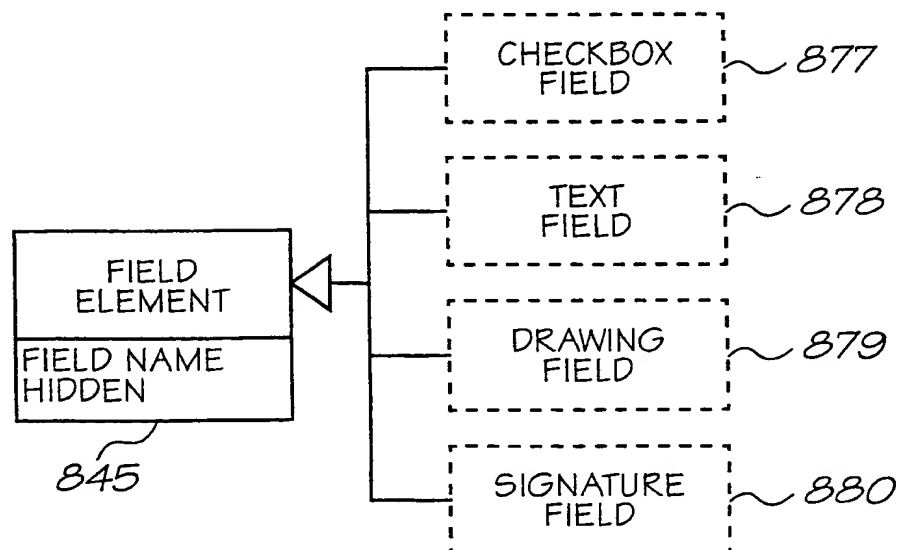 CHECKBOX
FIELD
877
TEXT
FIELD
878
FIELD
ELEMENT
FIELD NAME
HIDDEN
845
DRAWING
FIELD
879
SIGNATURE
FIELD
880